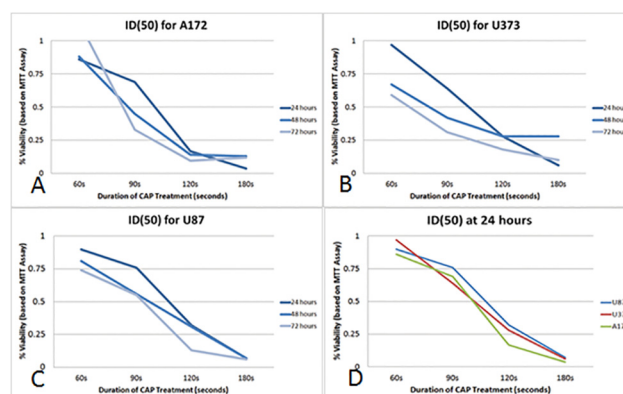 ID(50) for A172
% Viability (based on MTT Assay)
1
0.75
0.5
0.25
0
60s 90s 120s 180s
Duration of CAP Treatment (seconds)
24 hours
48 hours
72 hours
A
ID(50) for U373
% Viability (based on MTT Assay)
1
0.75
0.5
0.25
0
60s 90s 120s 180s
Duration of CAP Treatment (seconds)
24 hours
48 hours
72 hours
B
ID(50) for U87
% Viability (based on MTT Assay)
1
0.75
0.5
0.25
0
60s 90s 120s 180s
Duration of CAP Treatment (seconds)
24 hours
48 hours
72 hours
C
ID(50) at 24 hours
% Viability (based on MTT Assay)
1
0.75
0.5
0.25
0
60s 90s 120s 180s
Duration of CAP Treatment (seconds)
U87
U37
A17
D